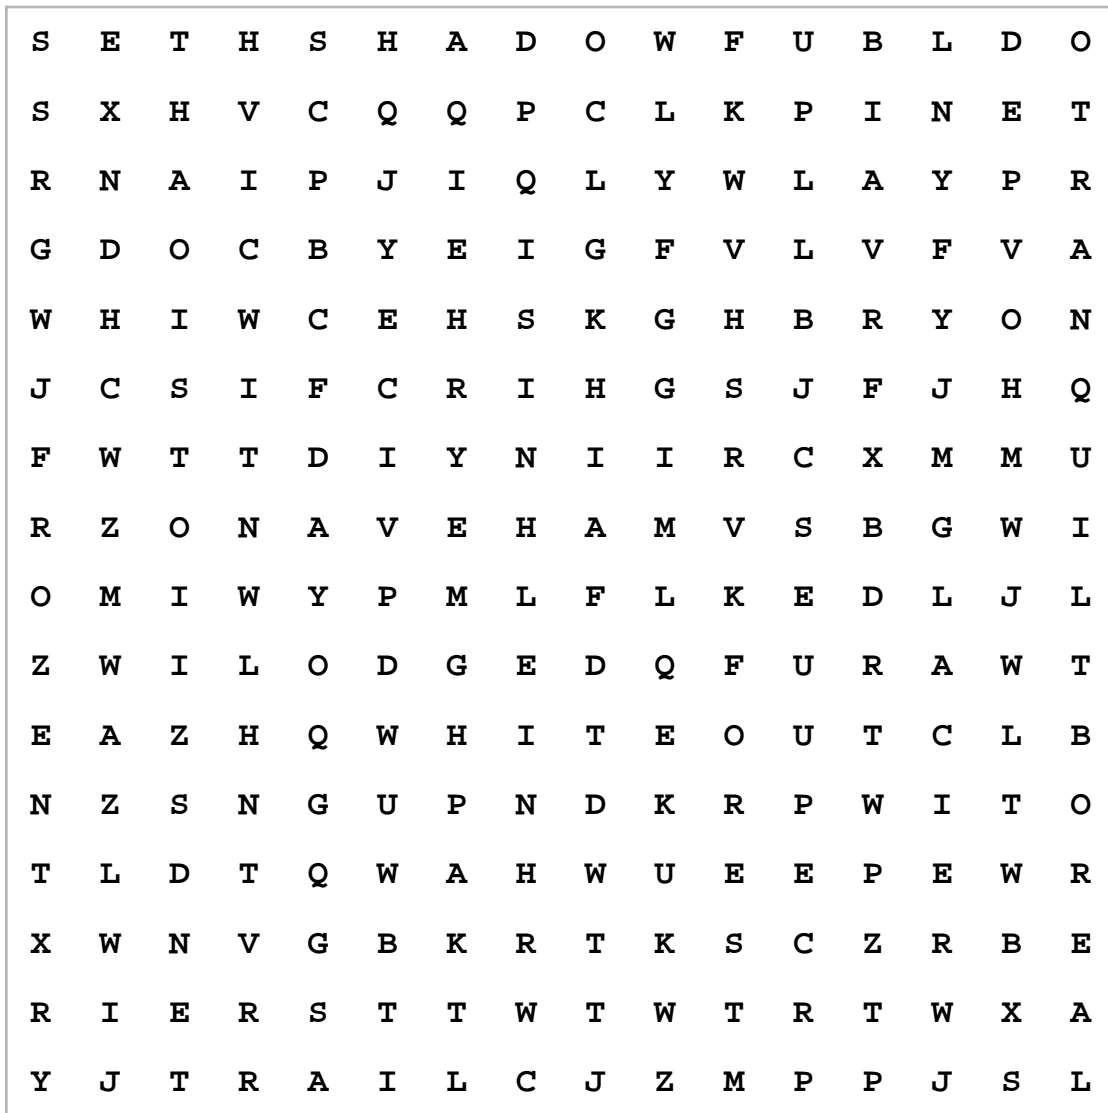 S E T H S H A D O W F U B L D O
S X H V C Q Q P C L K P I N E T
R N A I P J I Q L Y W L A Y P R
G D O C B Y E I G F V L V F V A
W H I W C E H S K G H B R Y O N
J C S I F C R I H G S J F J H Q
F W T T D I Y N I I R C X M M U
R Z O N A V E H A M V S B G W I
O M I W Y P M L F L K E D L J L
Z W I L O D G E D Q F U R A W T
E A Z H Q W H I T E O U T C L B
N Z S N G U P N D K R P W I T O
T L D T Q W A H W U E E P E W R
X W N V G B K R T K S C Z R B E
R I E R S T T W T W T R T W X A
Y J T R A I L C J Z M P P J S L